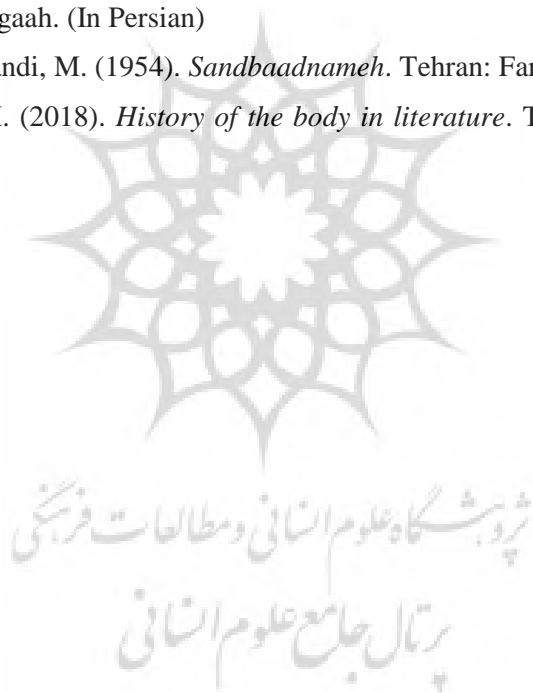 gaah. (In Persian)
andi, M. (1954). Sandbaadnameh. Tehran: Far
. (2018). History of the body in literature. T
پژوهشگاه علوم انسانی و مطالعات فرهنگی
پرتال جامع علوم انسانی